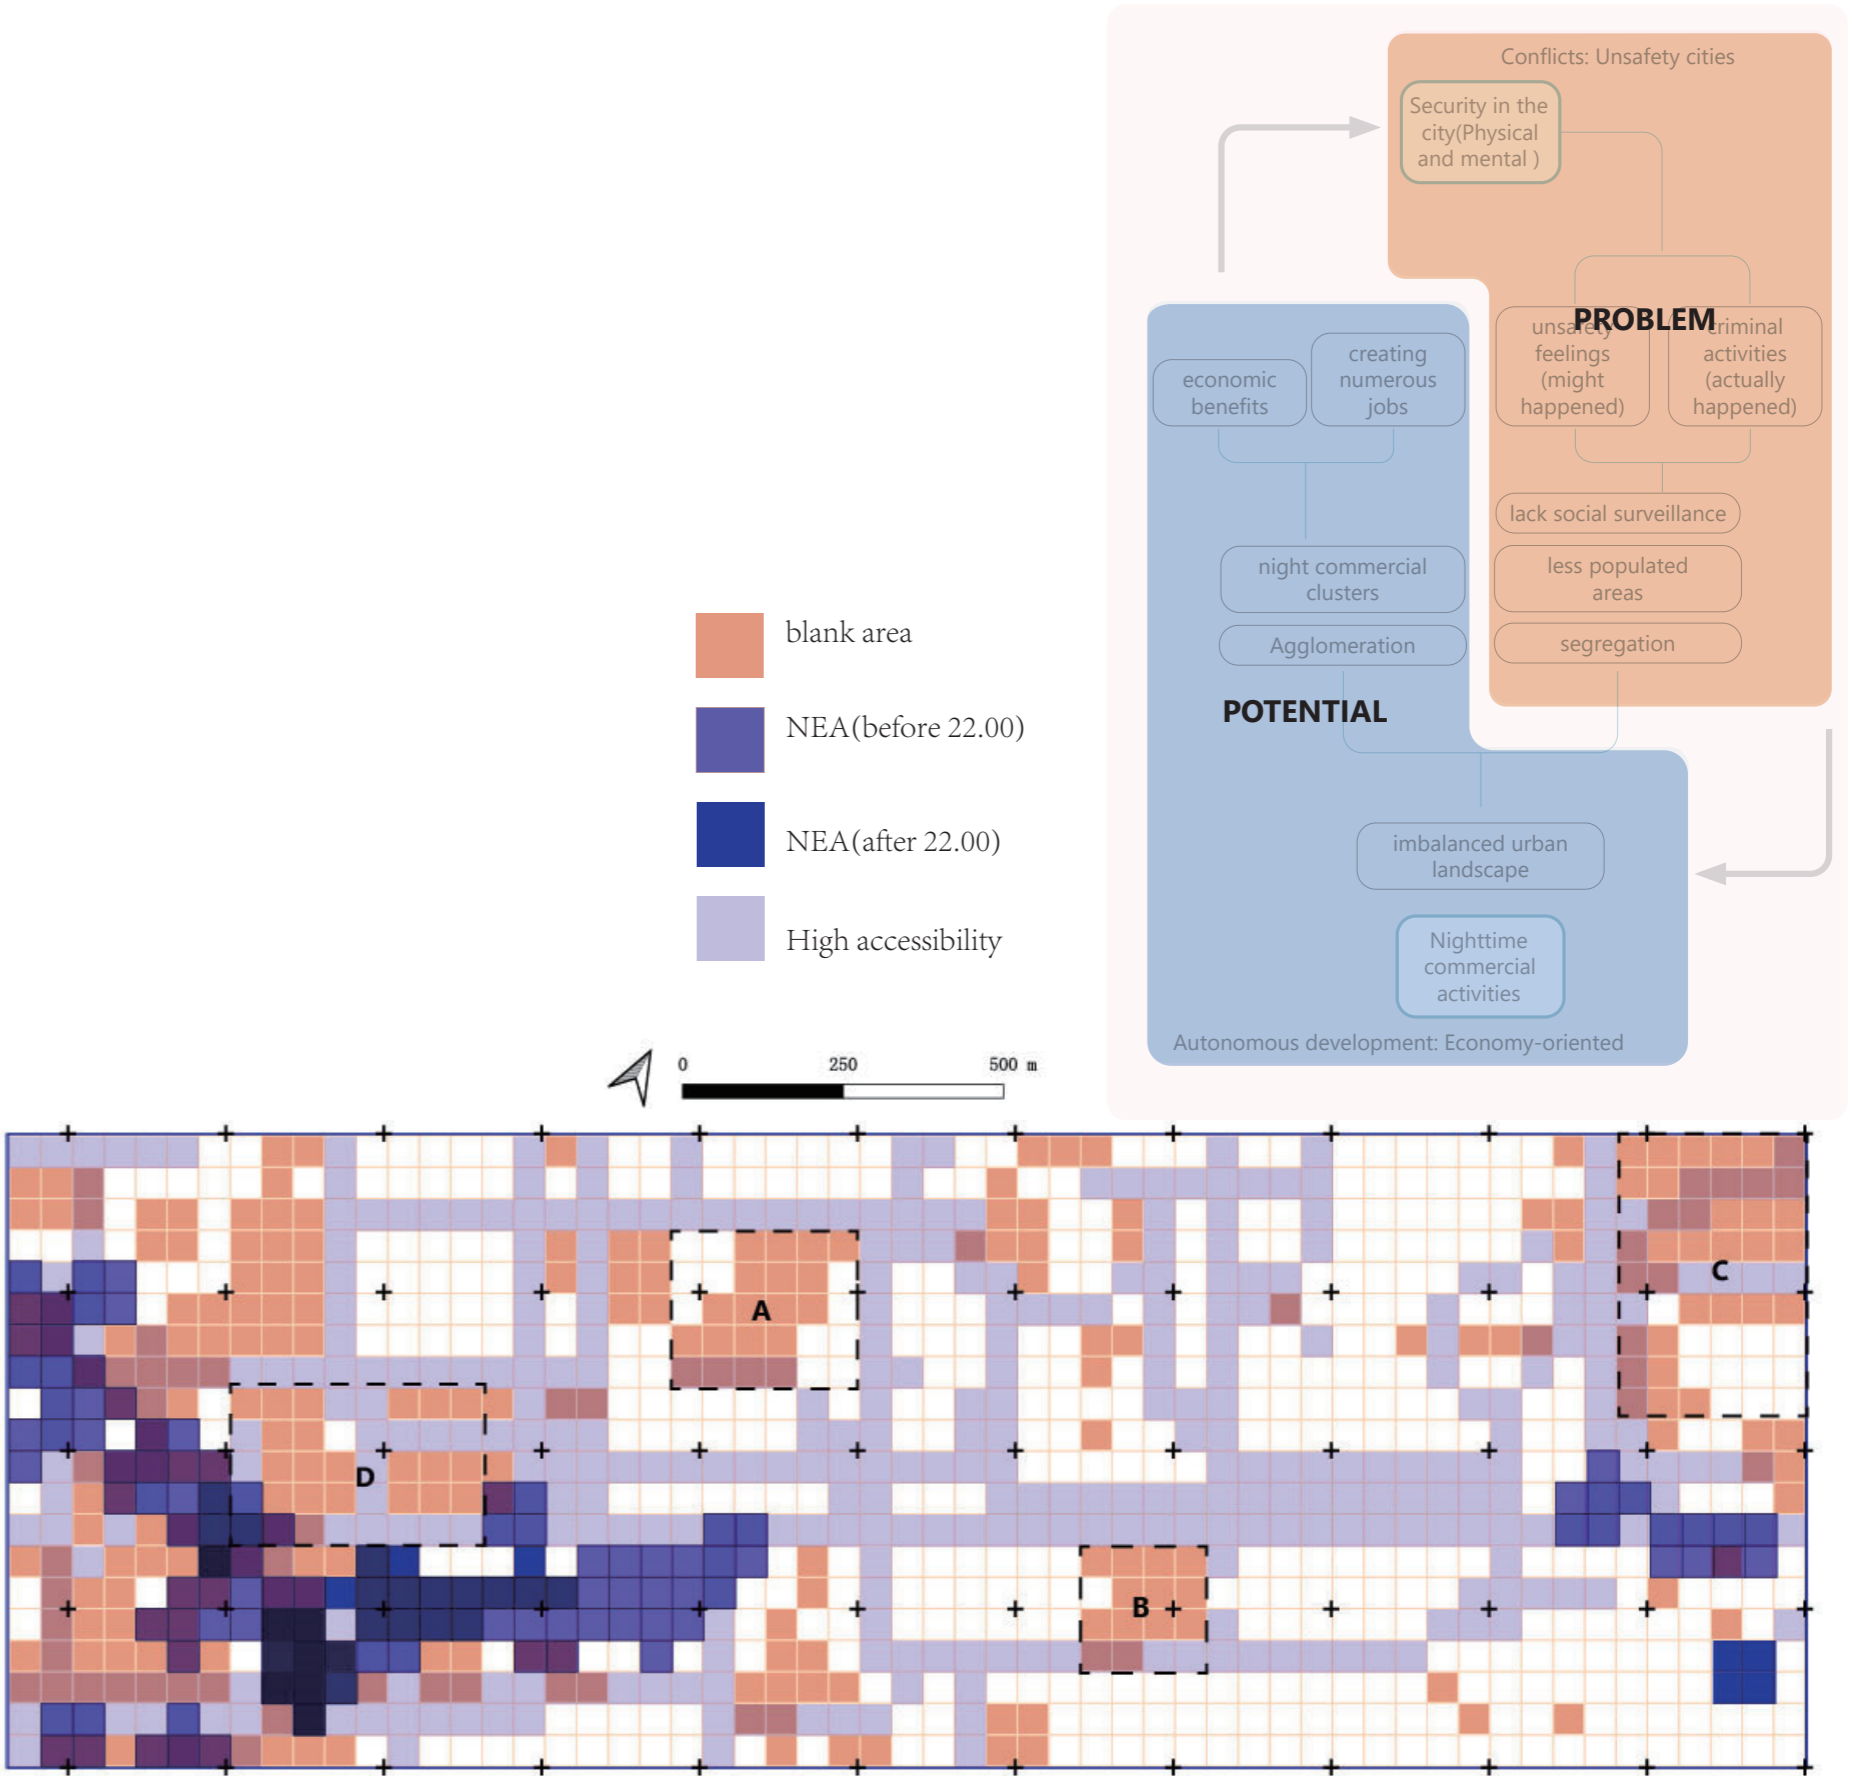 Conflicts: Unsafety cities
Security in the
city(Physical
and mental )
PROBLEM
unsafety
feelings
(might
happened)
criminal
activities
(actually
happened)
lack social surveillance
less populated
areas
segregation
economic
benefits
creating
numerous
jobs
night commercial
clusters
Agglomeration
POTENTIAL
imbalanced urban
landscape
Nighttime
commercial
activities
Autonomous development: Economy-oriented
blank area
NEA(before 22.00)
NEA(after 22.00)
High accessibility
0 250 500 m
C
A
D
B